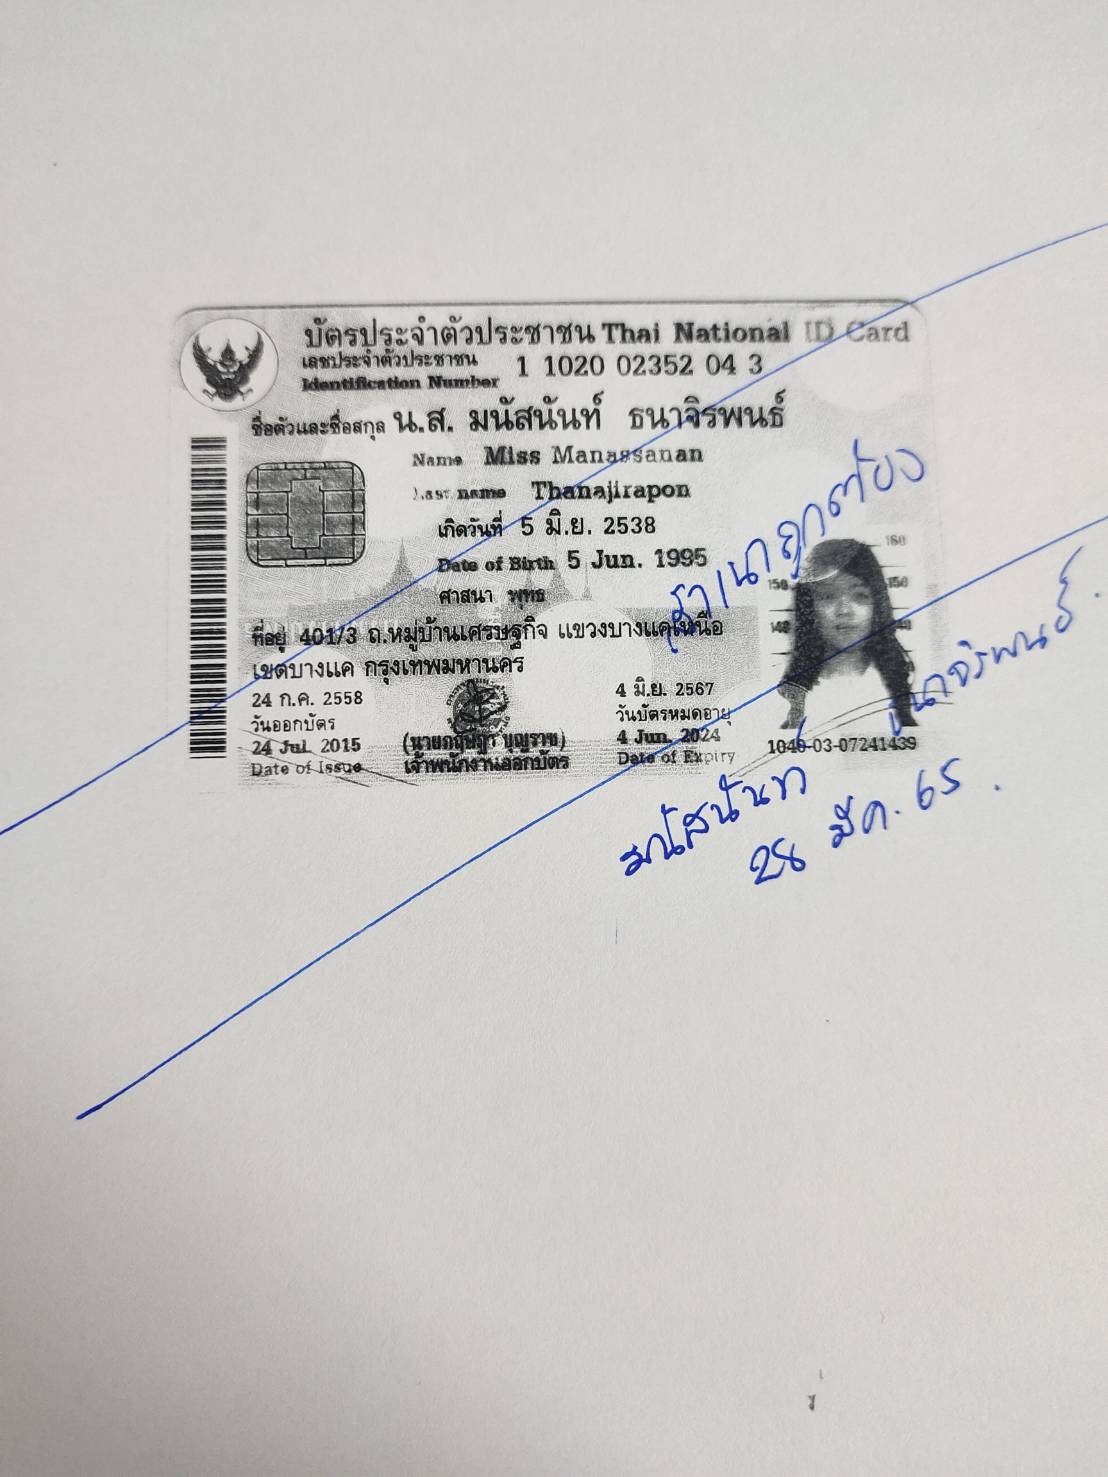 บัตรประจำตัวประชาชน Thai National ID Card
เลขประจำตัวประชาชน
Identification Number
1 1020 02352 04 3
ชื่อตัวและชื่อสกุล น.ส. มนัสนันท์ ธนาจิรพนธ์
Name Miss Manassanan
Last name Thanajirapon
เกิดวันที่ 5 มิ.ย. 2538
Date of Birth 5 Jun. 1995
ศาสนา พุทธ
ที่อยู่ 401/3 ถ.หมู่บ้านเศรษฐกิจ แขวงบางแคเหนือ
เขตบางแค กรุงเทพมหานคร
24 ก.ค. 2558
วันออกบัตร
24 Jul. 2015
Date of Issue
บุญราช)
เจ้าพนักงานออกบัตร
4 มิ.ย. 2567
วันบัตรหมดอายุ
4 Jun. 2024
Date of Expiry
160
150 150
140 140
1040-03-07241439
สำเนาถูกต้อง
มนัสนันท์ ธนาจิรพนธ์
28 มีค. 65